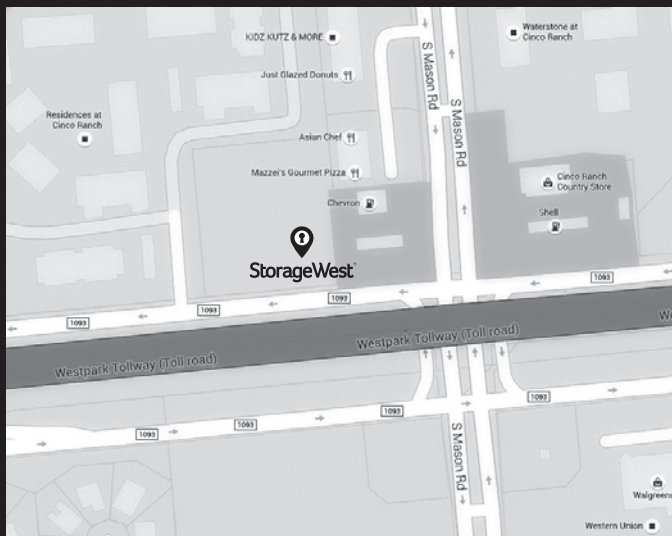 KIDZ KUTZ & MORE
Waterstone at
Cinco Ranch
S Mason Rd
Just Glazed Donuts
S Mason Rd
Residences at
Cinco Ranch
Asian Chef
Mazzei's Gourmet Pizza
Cinco Ranch
Country Store
Chevron
Shell
StorageWest
1093
1093
1093
1093
We
Westpark Tollway (Toll road)
Westpark Tollway (Toll road)
1093
1093
1093
1093
S Mason Rd
Walgreens
Western Union